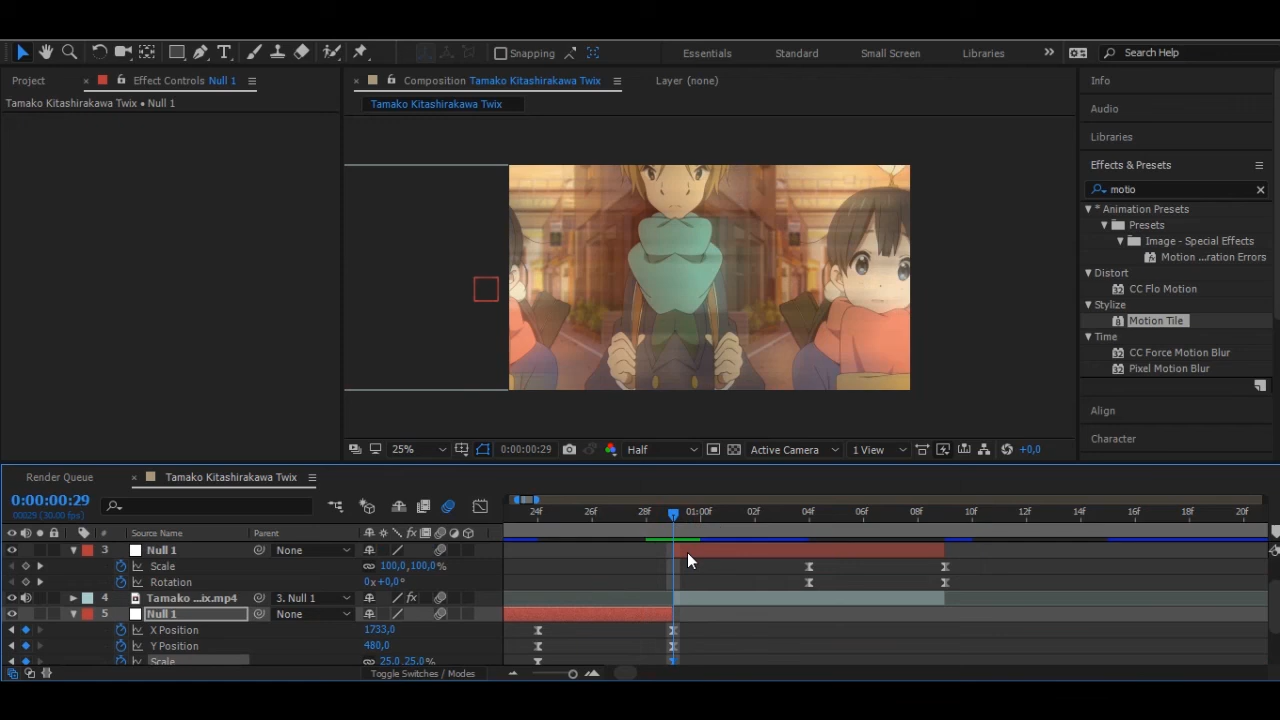 Snapping
Essentials Standard Small Screen Libraries » Search Help
Project × Effect Controls Null 1
Tamako Kitashirakawa Twix • Null 1
× Composition Tamako Kitashirakawa Twix Layer (none)
Tamako Kitashirakawa Twix
Info
Audio
Libraries
Effects & Presets
motio ×
* Animation Presets
Presets
Image - Special Effects
Motion ...ration Errors
Distort
CC Flo Motion
Stylize
Motion Tile
Time
CC Force Motion Blur
Pixel Motion Blur
Align
Character
25% 0:00:00:29 Half Active Camera 1 View +0,0
Render Queue × Tamako Kitashirakawa Twix
0:00:00:29
00029 (30.00 fps)
24f 26f 28f 01:00f 02f 04f 06f 08f 10f 12f 14f 16f 18f 20f
# Source Name Parent
3 Null 1 None
Scale 100,0,100,0%
Rotation 0x+0,0°
4 Tamako ...ix.mp4 3. Null 1
5 Null 1 None
X Position 1733,0
Y Position 480,0
Scale 25,0,25,0%
Toggle Switches / Modes